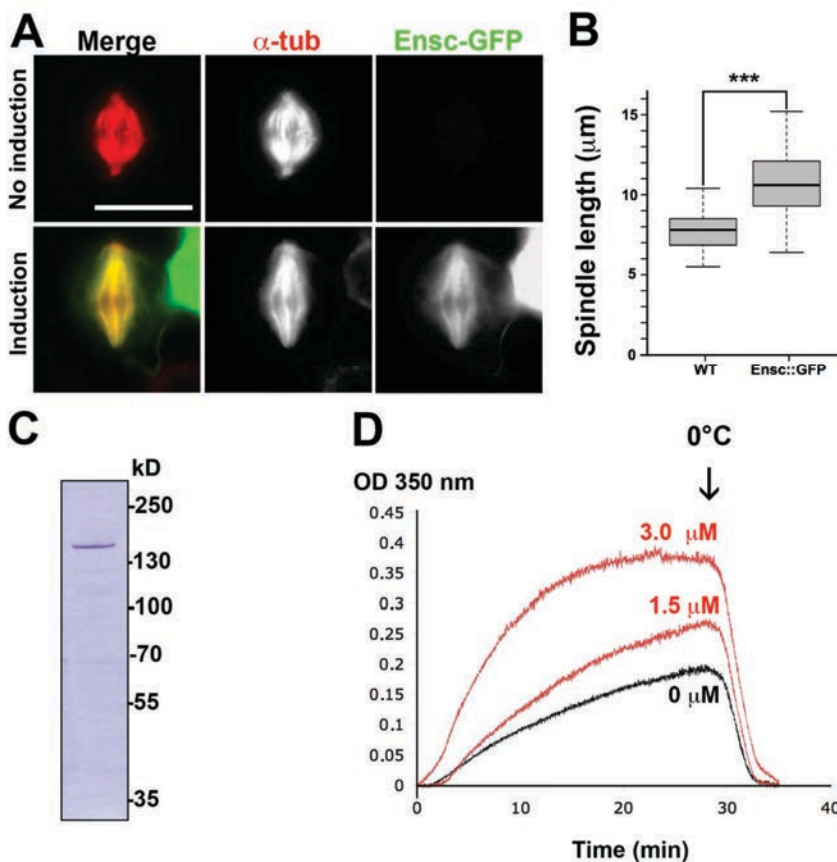 A
Merge
α-tub
Ensc-GFP
No induction
Induction
B
***
Spindle length (μm)
15
10
5
0
WT
Ensc::GFP
C
kD
-250
-130
-100
-70
-55
-35
D
0°C
OD 350 nm
0.45
0.4
0.35
0.3
0.25
0.2
0.15
0.1
0.05
0
3.0 μM
1.5 μM
0 μM
0
10
20
30
40
Time (min)